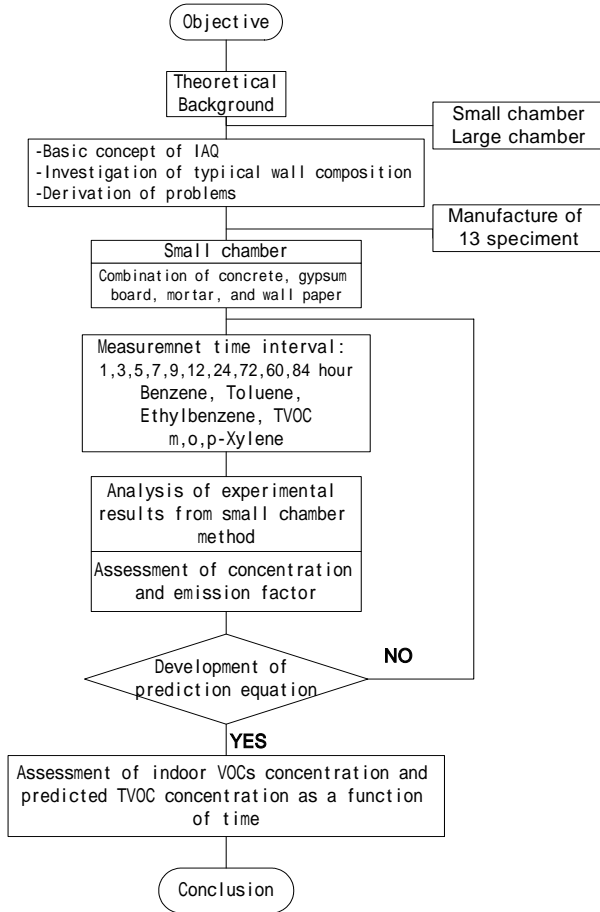 Objective
Theoretical
Background
Small chamber
Large chamber
-Basic concept of IAQ
-Investigation of typiical wall composition
-Derivation of problems
Manufacture of
13 speciment
Small chamber
Combination of concrete, gypsum
board, mortar, and wall paper
Measuremnet time interval:
1,3,5,7,9,12,24,72,60,84 hour
Benzene, Toluene,
Ethylbenzene, TVOC
m,o,p-Xylene
Analysis of experimental
results from small chamber
method
Assessment of concentration
and emission factor
Development of
prediction equation
NO
YES
Assessment of indoor VOCs concentration and
predicted TVOC concentration as a function
of time
Conclusion